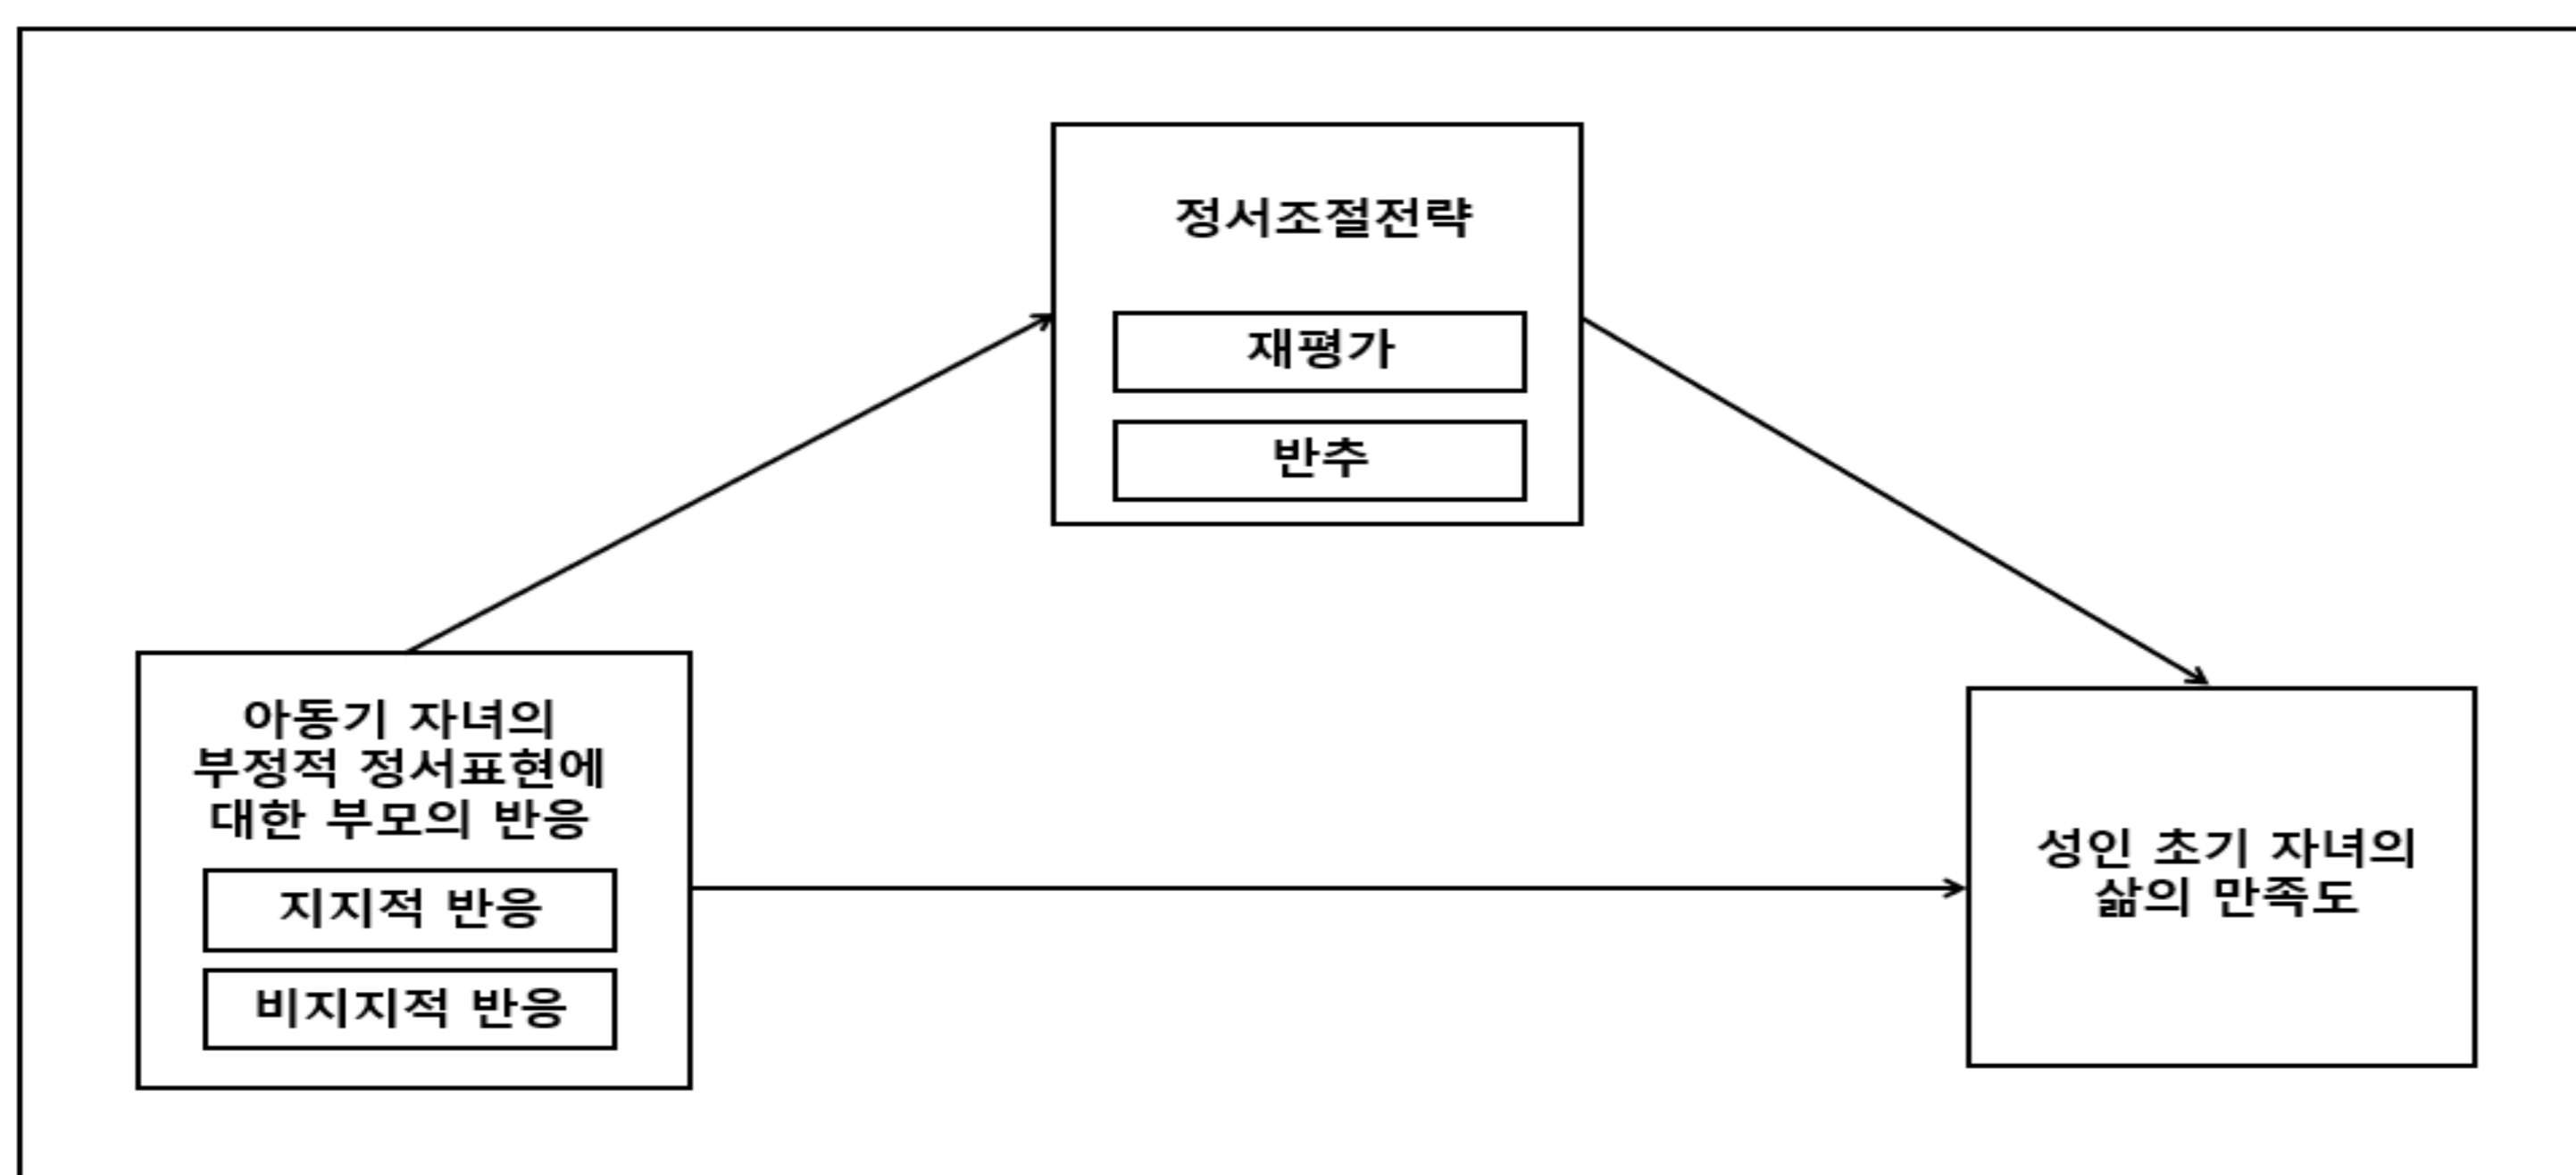 정서조절전략
재평가
반추
아동기 자녀의
부정적 정서표현에
대한 부모의 반응
지지적 반응
비지지적 반응
성인 초기 자녀의
삶의 만족도